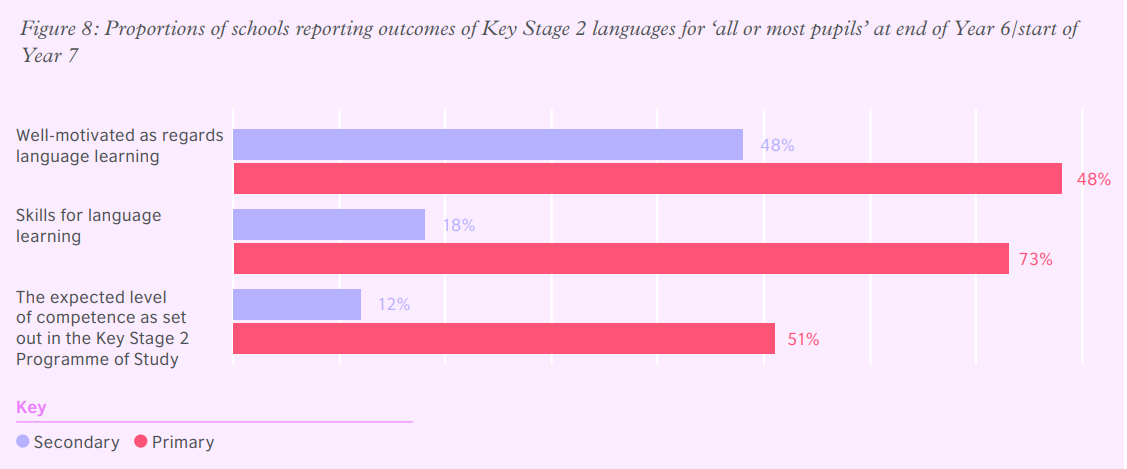 Figure 8: Proportions of schools reporting outcomes of Key Stage 2 languages for ‘all or most pupils’ at end of Year 6/start of
Year 7
Well-motivated as regards
language learning
48%
48%
Skills for language
learning
18%
73%
The expected level
of competence as set
out in the Key Stage 2
Programme of Study
12%
51%
Key
Secondary
Primary